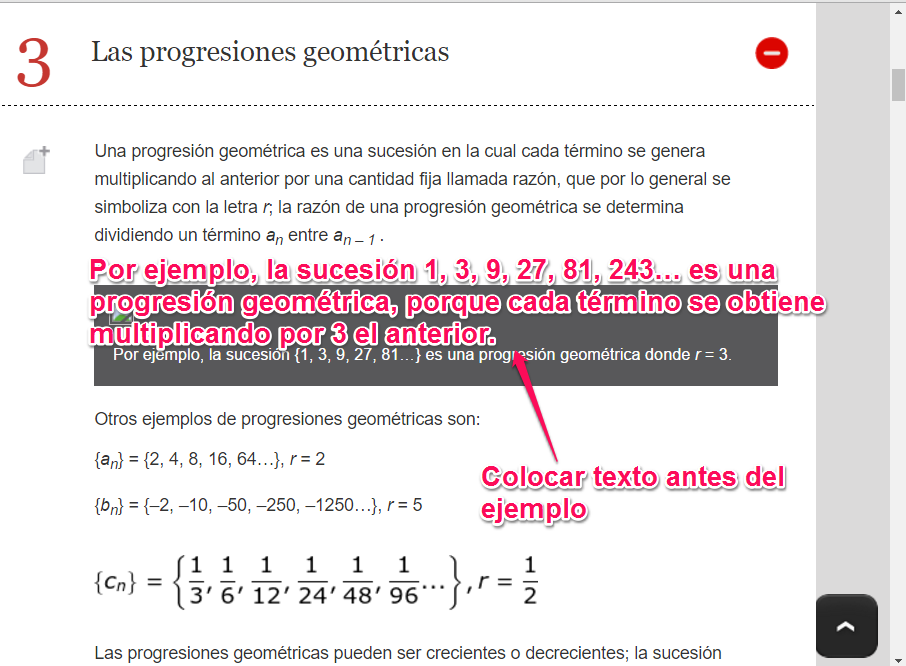 3 Las progresiones geométricas
Una progresión geométrica es una sucesión en la cual cada término se genera
multiplicando al anterior por una cantidad fija llamada razón, que por lo general se
simboliza con la letra r; la razón de una progresión geométrica se determina
dividiendo un término aₙ entre aₙ₋₁ .
Por ejemplo, la sucesión 1, 3, 9, 27, 81, 243... es una
progresión geométrica, porque cada término se obtiene
multiplicando por 3 el anterior.
Por ejemplo, la sucesión {1, 3, 9, 27, 81…} es una progresión geométrica donde r = 3.
Otros ejemplos de progresiones geométricas son:
{aₙ} = {2, 4, 8, 16, 64…}, r = 2
Colocar texto antes del
ejemplo
{bₙ} = {–2, –10, –50, –250, –1250…}, r = 5
{cₙ} = {1/3, 1/6, 1/12, 1/24, 1/48, 1/96 ...}, r = 1/2
Las progresiones geométricas pueden ser crecientes o decrecientes; la sucesión